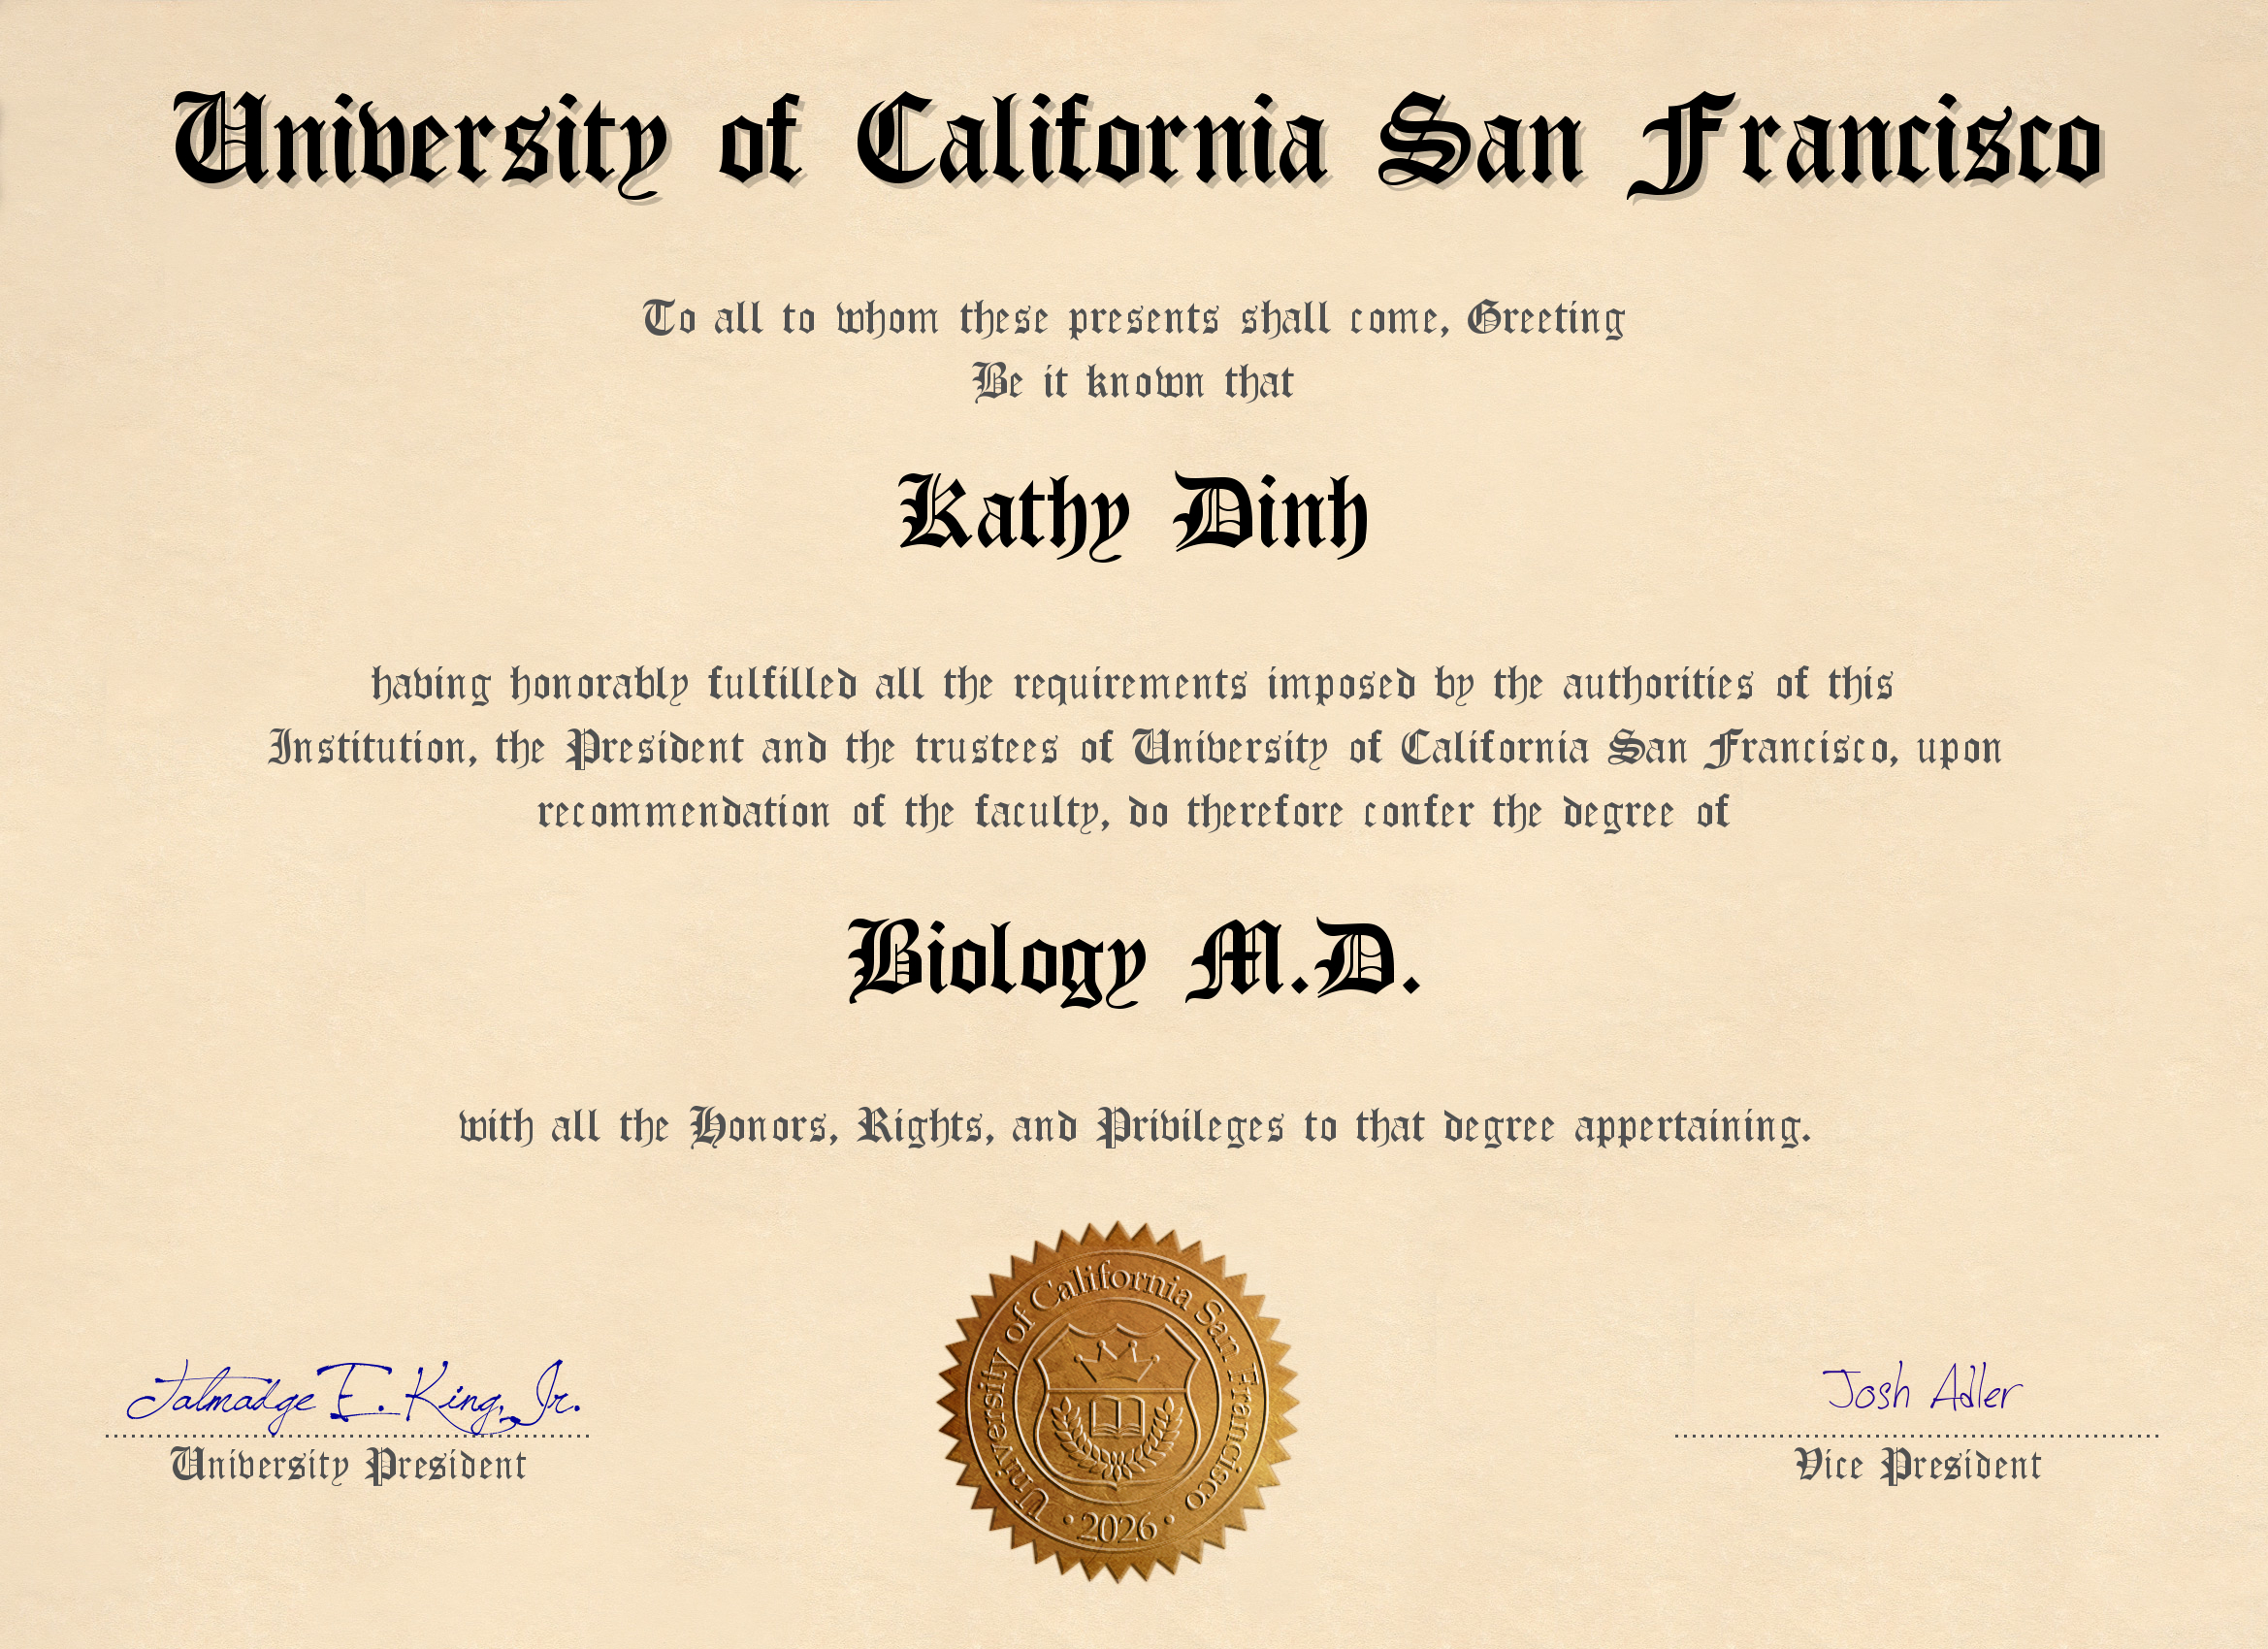 University of California San Francisco
To all to whom these presents shall come, Greeting
Be it known that
Kathy Dinh
having honorably fulfilled all the requirements imposed by the authorities of this
Institution, the President and the trustees of University of California San Francisco, upon
recommendation of the faculty, do therefore confer the degree of
Biology M.D.
with all the Honors, Rights, and Privileges to that degree appertaining.
University of California San Francisco
· 2026 ·
Talmadge E. King, Jr.
University President
Josh Adler
Vice President